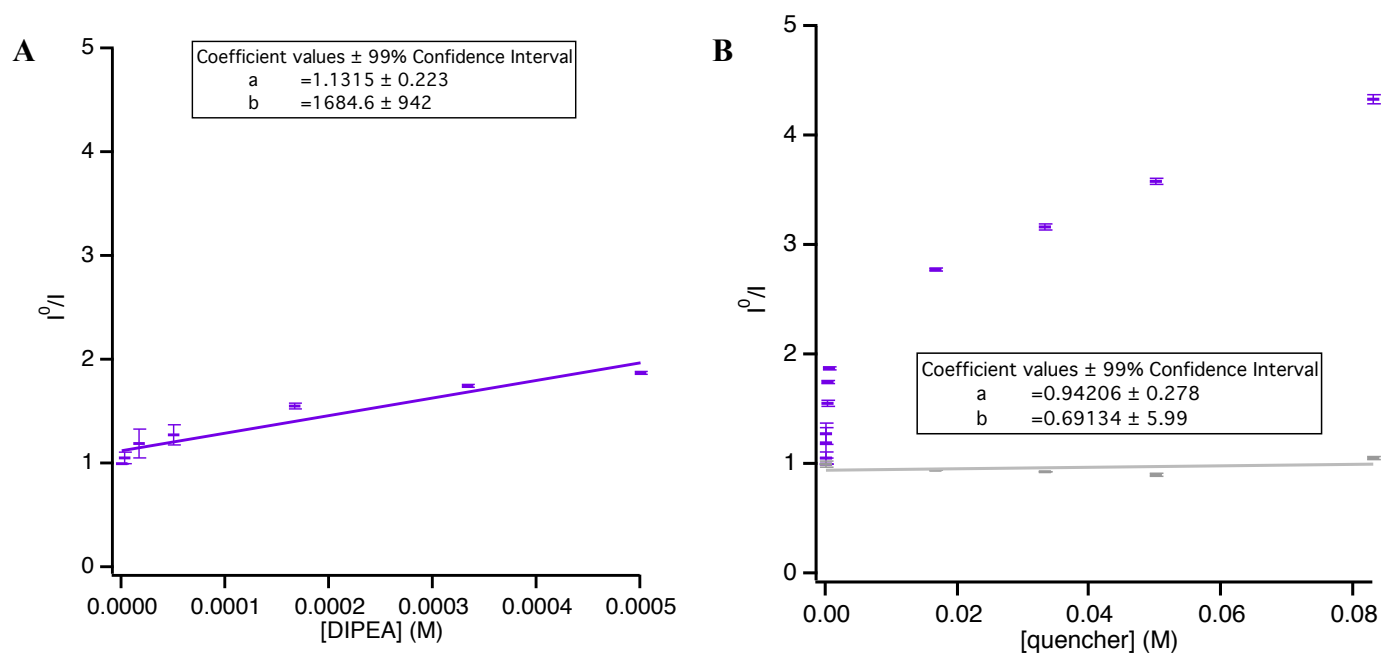 A
5
4
3
2
1
0
I0/I
Coefficient values ± 99% Confidence Interval
a =1.1315 ± 0.223
b =1684.6 ± 942
0.0000 0.0001 0.0002 0.0003 0.0004 0.0005
[DIPEA] (M)
B
5
4
3
2
1
0
I0/I
Coefficient values ± 99% Confidence Interval
a =0.94206 ± 0.278
b =0.69134 ± 5.99
0.00 0.02 0.04 0.06 0.08
[quencher] (M)